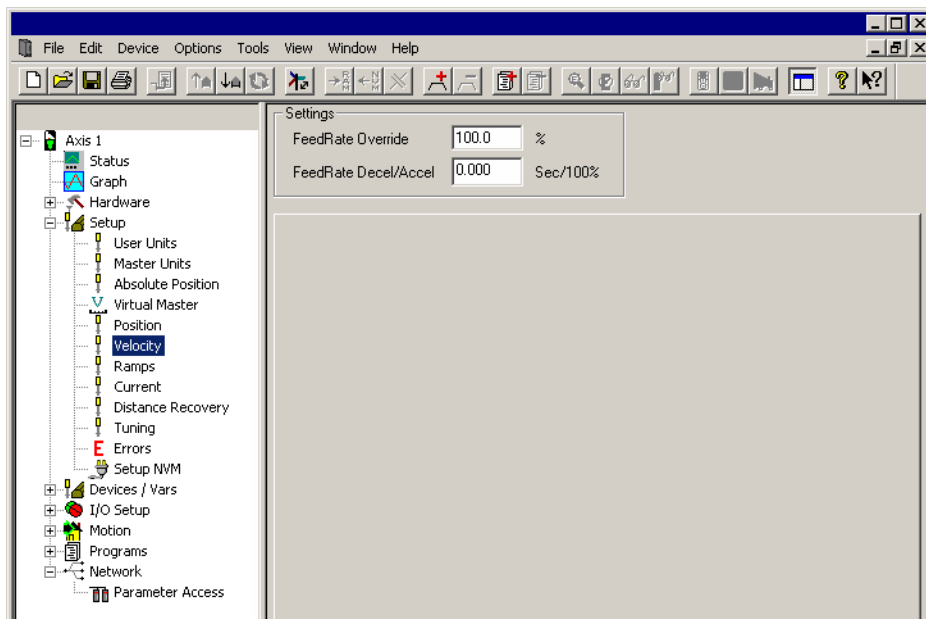 File Edit Device Options Tools View Window Help
Settings
FeedRate Override 100.0 %
FeedRate Decel/Accel 0.000 Sec/100%
Axis 1
Status
Graph
Hardware
Setup
User Units
Master Units
Absolute Position
Virtual Master
Position
Velocity
Ramps
Current
Distance Recovery
Tuning
E Errors
Setup NVM
Devices / Vars
I/O Setup
Motion
Programs
Network
Parameter Access